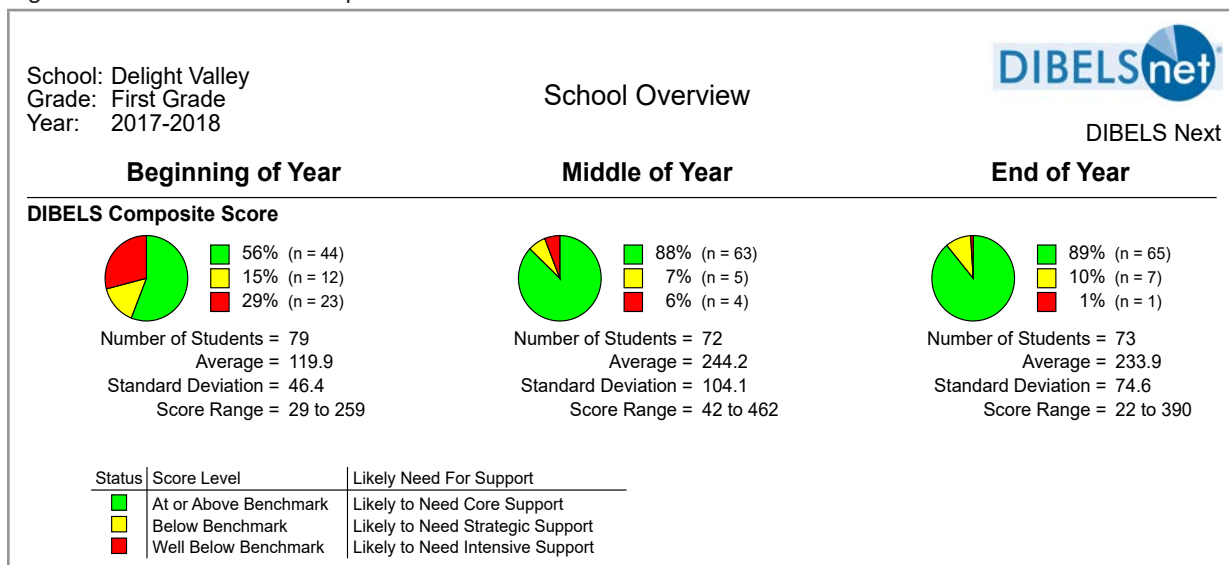 School: Delight Valley
Grade: First Grade
Year: 2017-2018
School Overview
DIBELSnet
DIBELS Next
Beginning of Year
Middle of Year
End of Year
DIBELS Composite Score
56% (n = 44)
15% (n = 12)
29% (n = 23)
Number of Students = 79
Average = 119.9
Standard Deviation = 46.4
Score Range = 29 to 259
88% (n = 63)
7% (n = 5)
6% (n = 4)
Number of Students = 72
Average = 244.2
Standard Deviation = 104.1
Score Range = 42 to 462
89% (n = 65)
10% (n = 7)
1% (n = 1)
Number of Students = 73
Average = 233.9
Standard Deviation = 74.6
Score Range = 22 to 390
Status Score Level Likely Need For Support
At or Above Benchmark Likely to Need Core Support
Below Benchmark Likely to Need Strategic Support
Well Below Benchmark Likely to Need Intensive Support